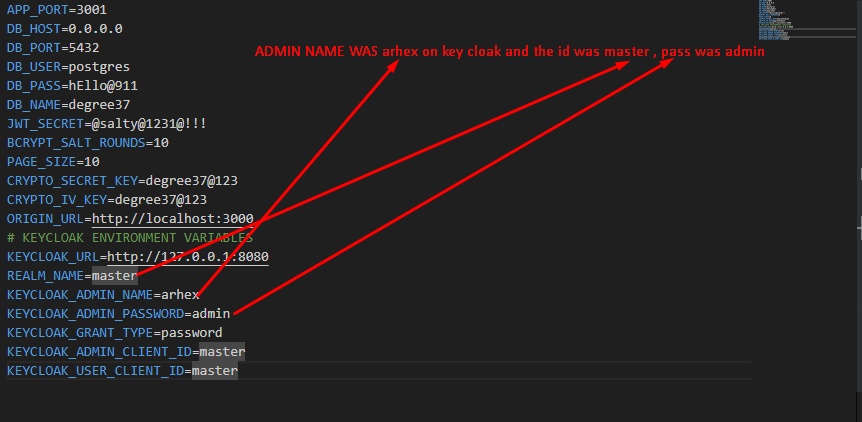 APP_PORT=3001
DB_HOST=0.0.0.0
DB_PORT=5432
ADMIN NAME WAS arhex on key cloak and the id was master , pass was admin
DB_USER=postgres
DB_PASS=hEllo@911
DB_NAME=degree37
JWT_SECRET=@salty@1231@!!!
BCRYPT_SALT_ROUNDS=10
PAGE_SIZE=10
CRYPTO_SECRET_KEY=degree37@123
CRYPTO_IV_KEY=degree37@123
ORIGIN_URL=http://localhost:3000
# KEYCLOAK ENVIRONMENT VARIABLES
KEYCLOAK_URL=http://127.0.0.1:8080
REALM_NAME=master
KEYCLOAK_ADMIN_NAME=arhex
KEYCLOAK_ADMIN_PASSWORD=admin
KEYCLOAK_GRANT_TYPE=password
KEYCLOAK_ADMIN_CLIENT_ID=master
KEYCLOAK_USER_CLIENT_ID=master